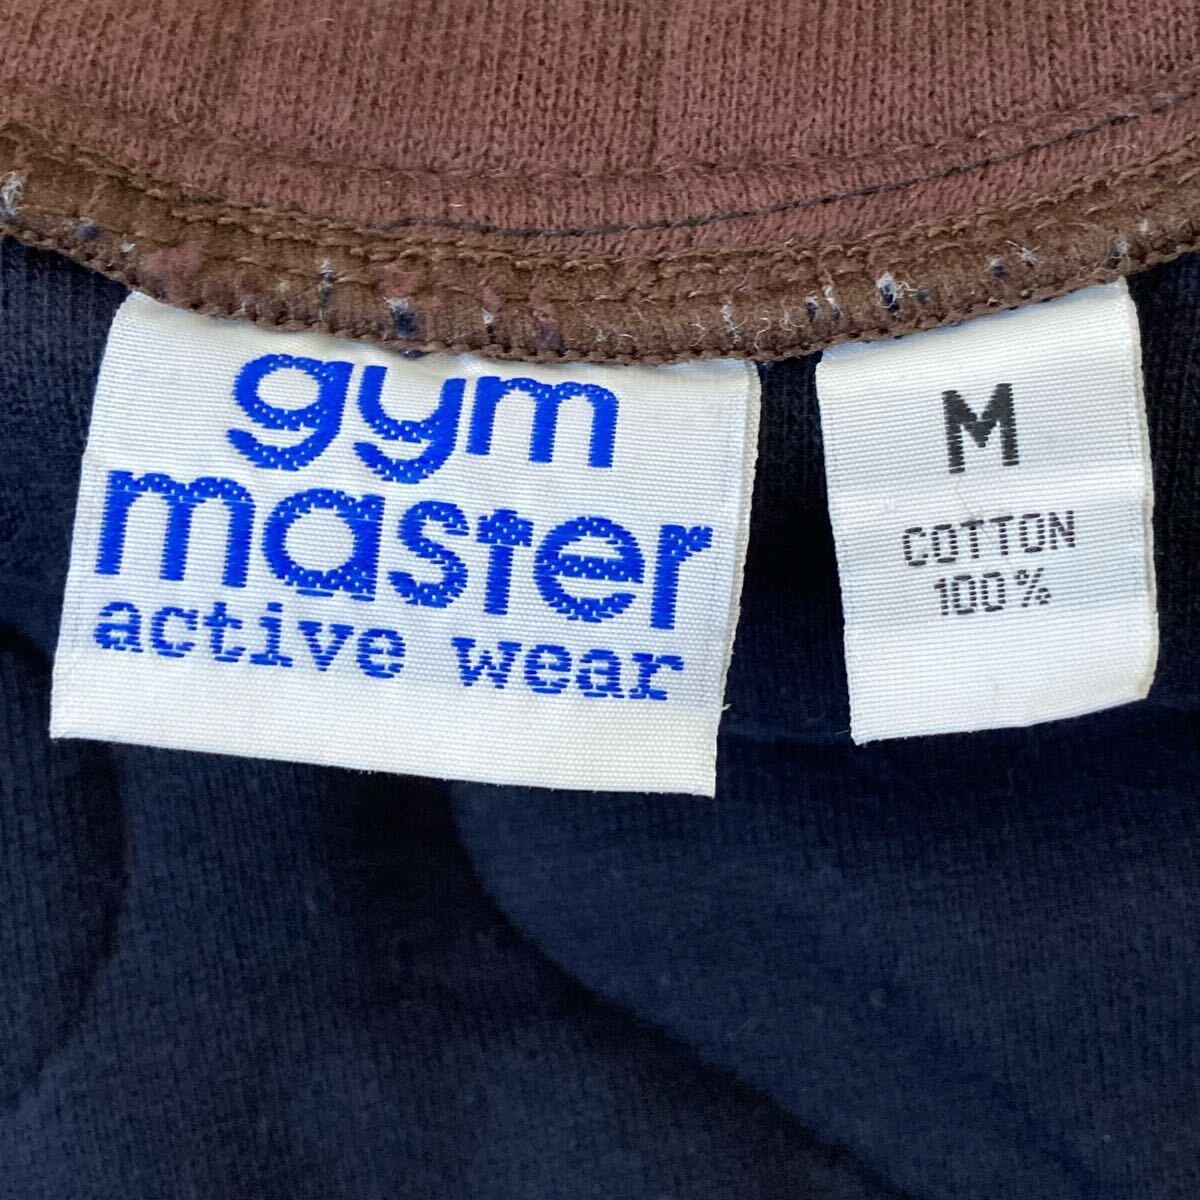 gym
master
active wear
M
COTTON
100%